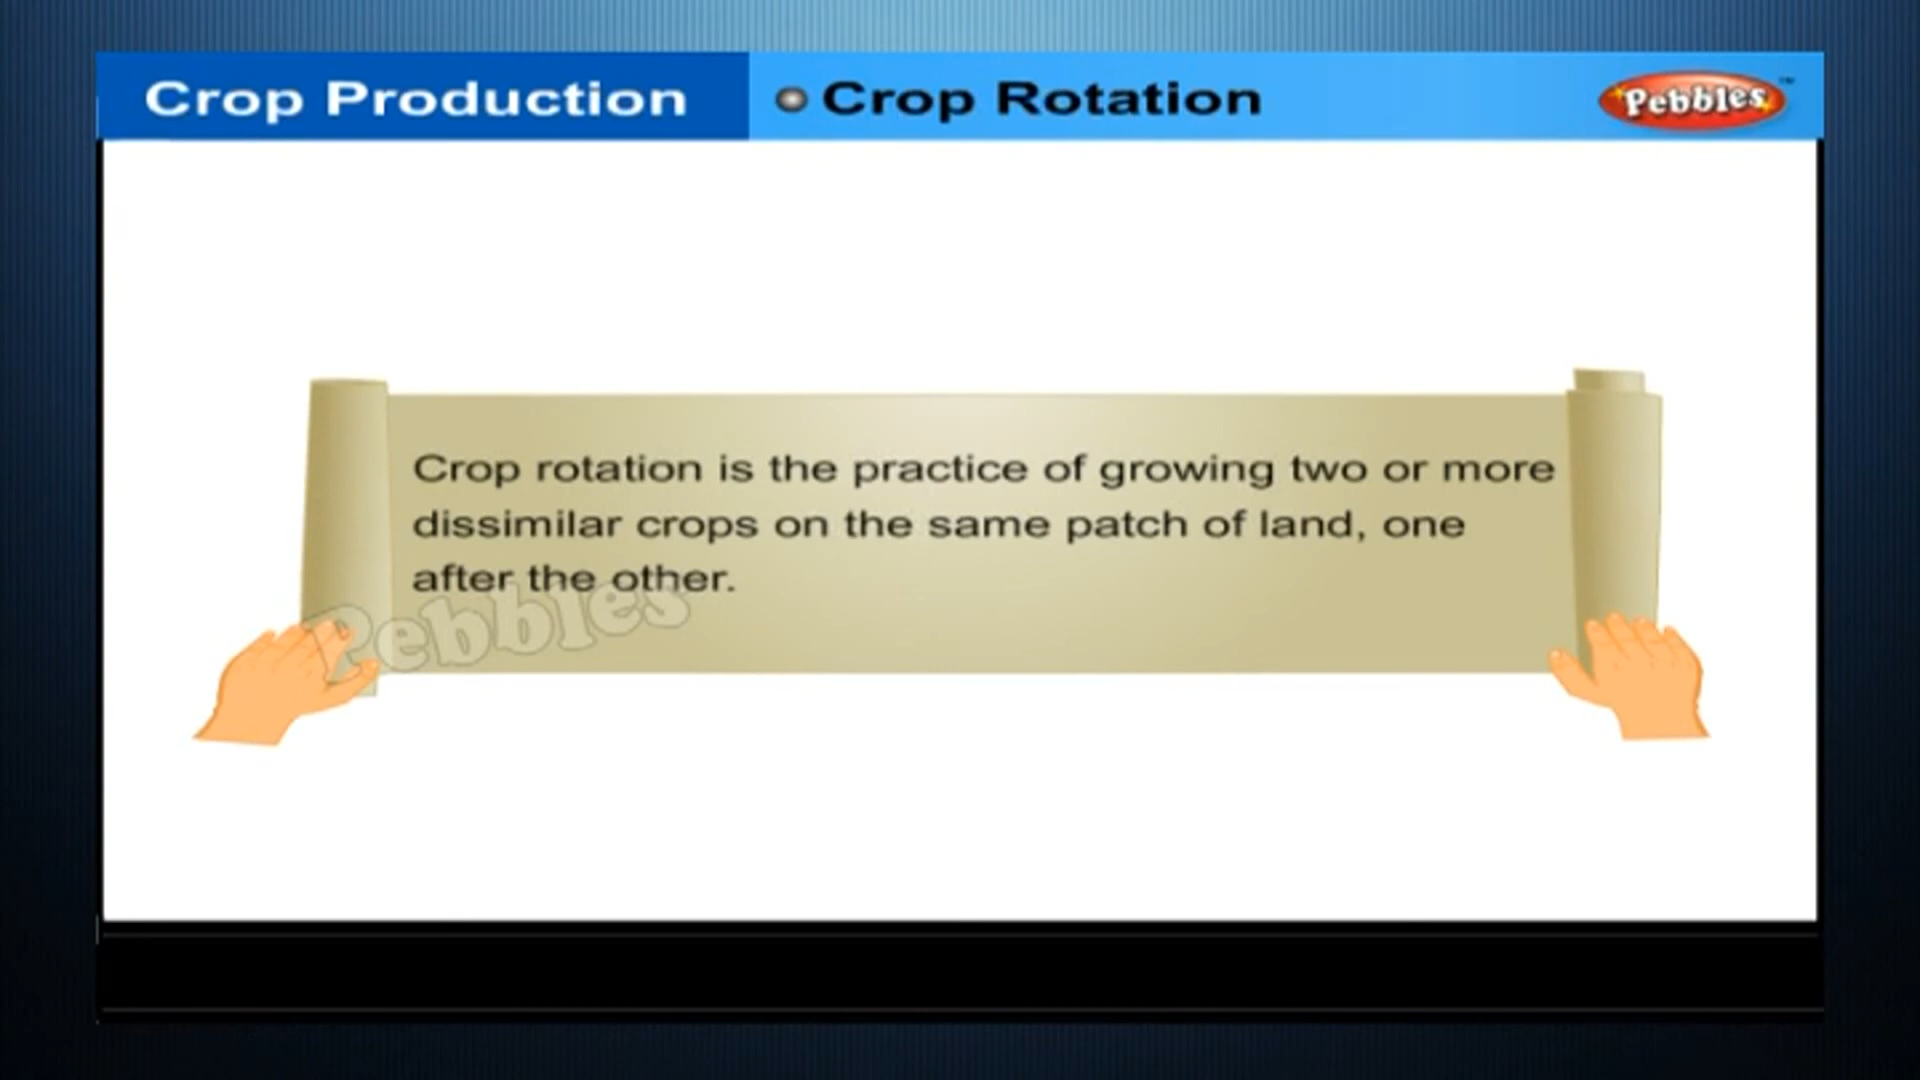 Crop Production
Crop Rotation
Pebbles™
Crop rotation is the practice of growing two or more
dissimilar crops on the same patch of land, one
after the other.
Pebbles